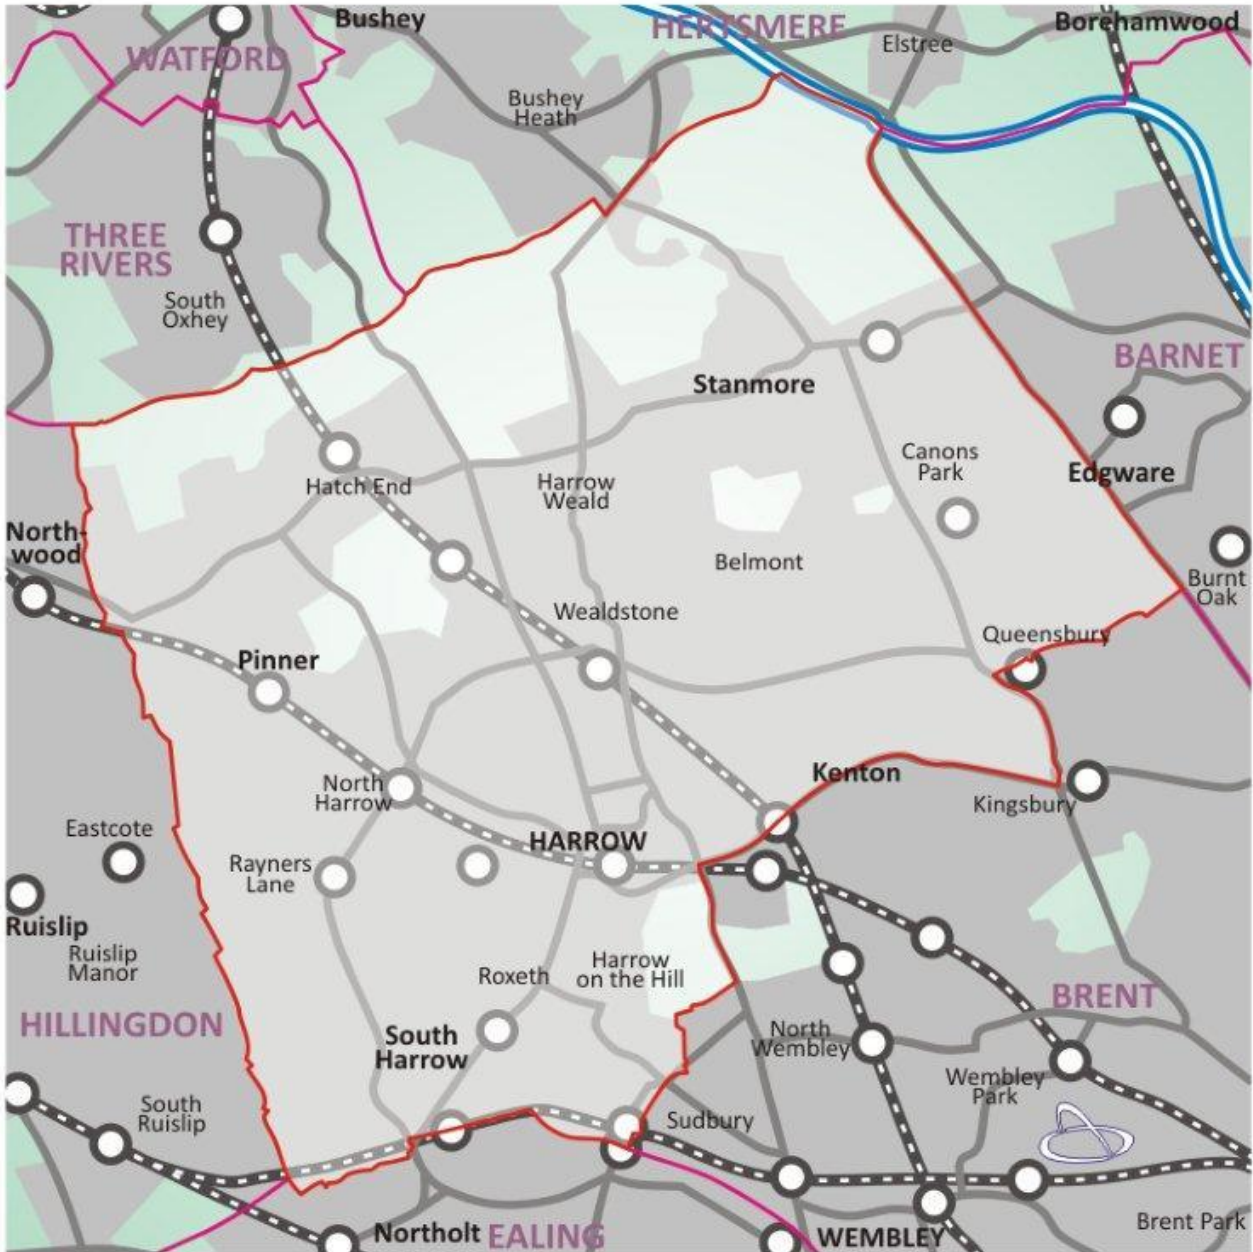 Bushey
HERTSMERE
Borehamwood
Elstree
WATFORD
Bushey
Heath
THREE
RIVERS
South
Oxhey
BARNET
Stanmore
Canons
Park
Edgware
Hatch End
Harrow
Weald
North-
wood
Belmont
Burnt
Oak
Wealdstone
Queensbury
Pinner
Kenton
North
Harrow
Kingsbury
Eastcote
HARROW
Rayners
Lane
Ruislip
Ruislip
Manor
Harrow
on the Hill
Roxeth
BRENT
HILLINGDON
South
Harrow
North
Wembley
Wembley
Park
South
Ruislip
Sudbury
Northolt
EALING
WEMBLEY
Brent Park